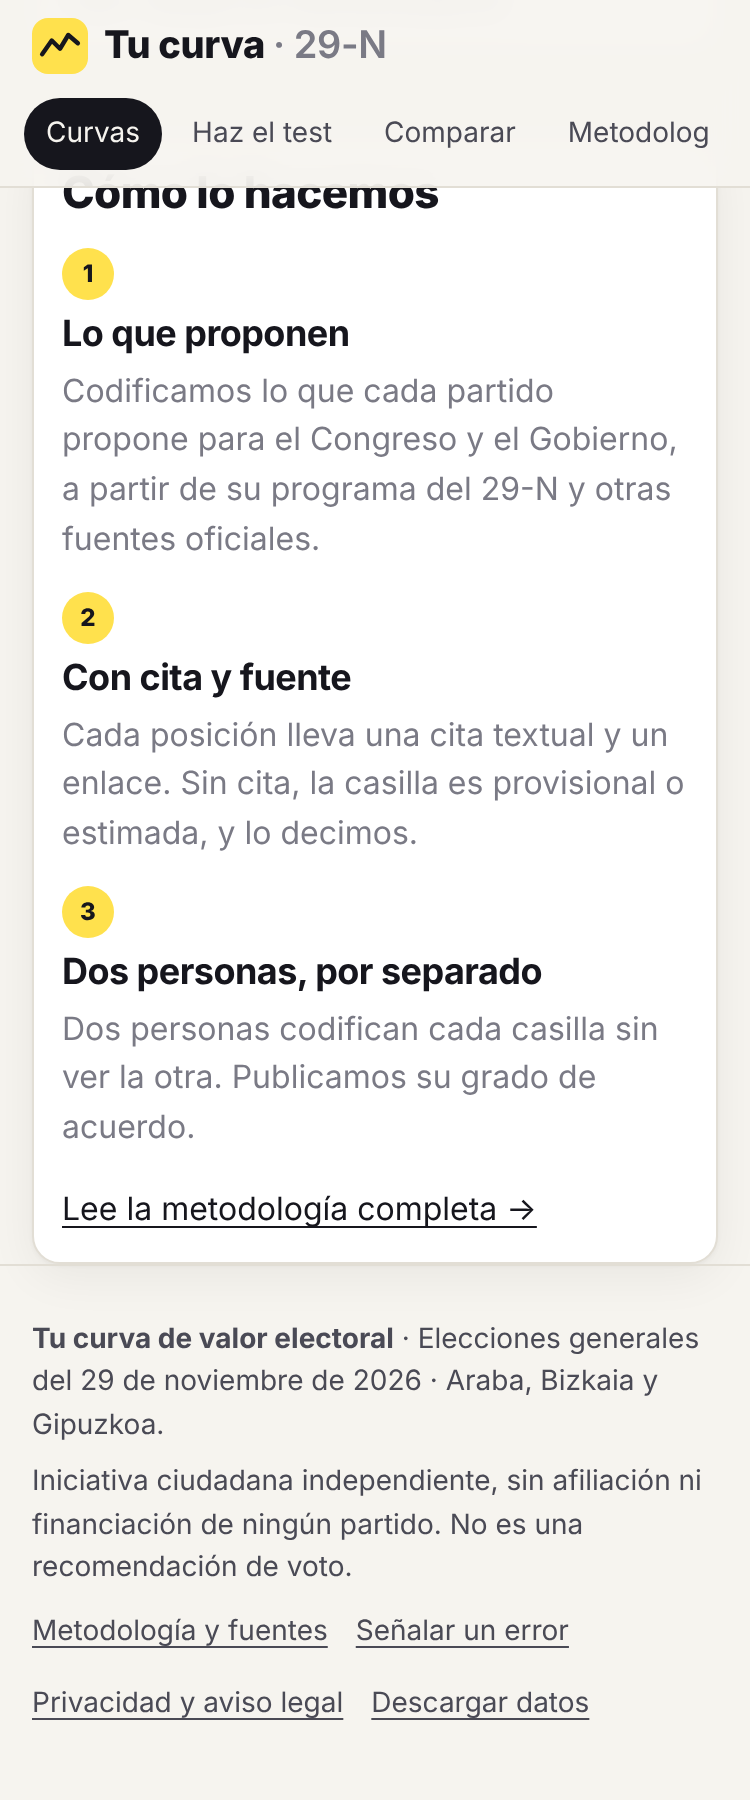 Tu curva · 29-N
Curvas Haz el test Comparar Metodolog
Cómo lo hacemos
1
Lo que proponen
Codificamos lo que cada partido
propone para el Congreso y el Gobierno,
a partir de su programa del 29-N y otras
fuentes oficiales.
2
Con cita y fuente
Cada posición lleva una cita textual y un
enlace. Sin cita, la casilla es provisional o
estimada, y lo decimos.
3
Dos personas, por separado
Dos personas codifican cada casilla sin
ver la otra. Publicamos su grado de
acuerdo.
Lee la metodología completa →
Tu curva de valor electoral · Elecciones generales
del 29 de noviembre de 2026 · Araba, Bizkaia y
Gipuzkoa.
Iniciativa ciudadana independiente, sin afiliación ni
financiación de ningún partido. No es una
recomendación de voto.
Metodología y fuentes Señalar un error
Privacidad y aviso legal Descargar datos